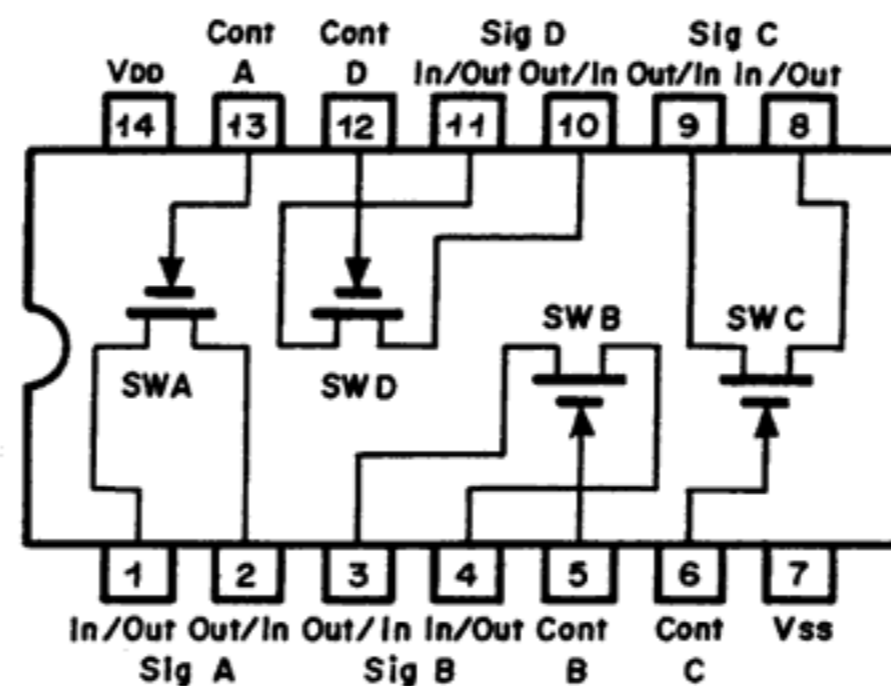 Cont Cont Sig D Sig C
VDD A D In/Out Out/In Out/In In/Out
14 13 12 11 10 9 8
SW B SW C
SWA SW D
1 2 3 4 5 6 7
In/Out Out/In Out/In In/Out Cont Cont Vss
Sig A Sig B B C